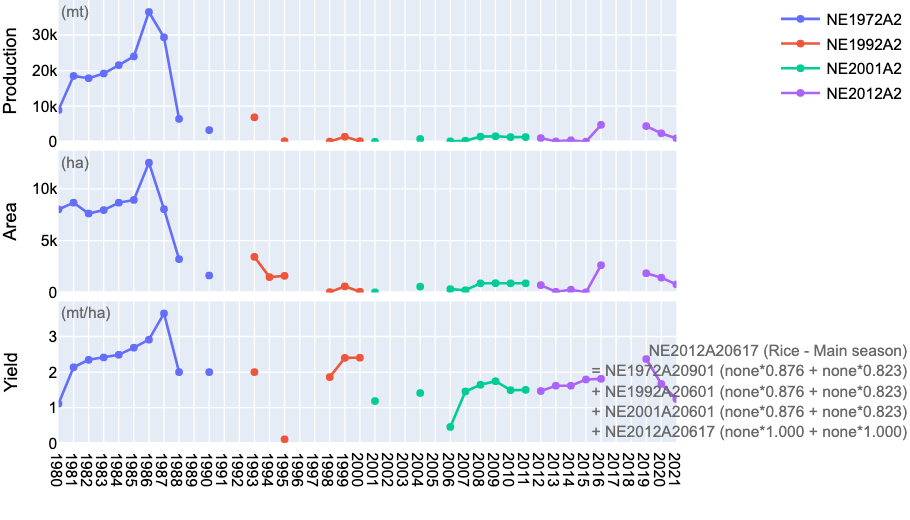 (mt)
Production
30k
20k
10k
0
NE1972A2
NE1992A2
NE2001A2
NE2012A2
(ha)
Area
10k
5k
0
(mt/ha)
Yield
3
2
1
0
NE2012A20617 (Rice - Main season)
= NE1972A20901 (none*0.876 + none*0.823)
+ NE1992A20601 (none*0.876 + none*0.823)
+ NE2001A20601 (none*0.876 + none*0.823)
+ NE2012A20617 (none*1.000 + none*1.000)
1980
1981
1982
1983
1984
1985
1986
1987
1988
1989
1990
1991
1992
1993
1994
1995
1996
1997
1998
1999
2000
2001
2002
2003
2004
2005
2006
2007
2008
2009
2010
2011
2012
2013
2014
2015
2016
2017
2018
2019
2020
2021